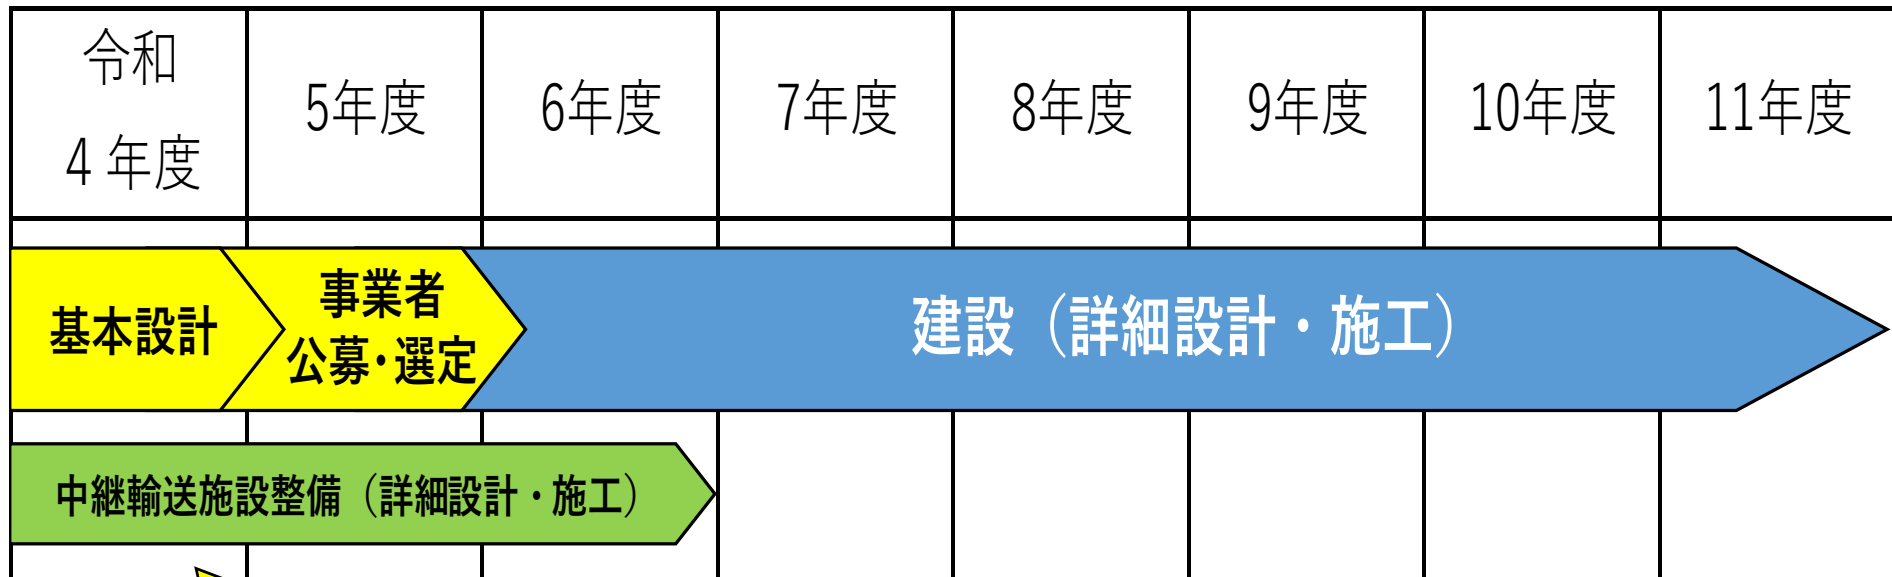 令和
4 年度
5年度
6年度
7年度
8年度
9年度
10年度
11年度
基本設計
事業者
公募・選定
建設（詳細設計・施工）
中継輸送施設整備（詳細設計・施工）